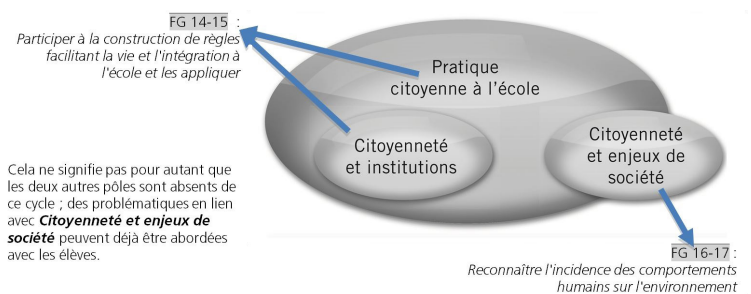 FG 14-15 :
Participer à la construction de règles
facilitant la vie et l'intégration à
l'école et les appliquer
Pratique
citoyenne à l'école
Citoyenneté
et institutions
Citoyenneté
et enjeux de
société
Cela ne signifie pas pour autant que
les deux autres pôles sont absents de
ce cycle ; des problématiques en lien
avec Citoyenneté et enjeux de
société peuvent déjà être abordées
avec les élèves.
FG 16-17 :
Reconnaître l'incidence des comportements
humains sur l'environnement